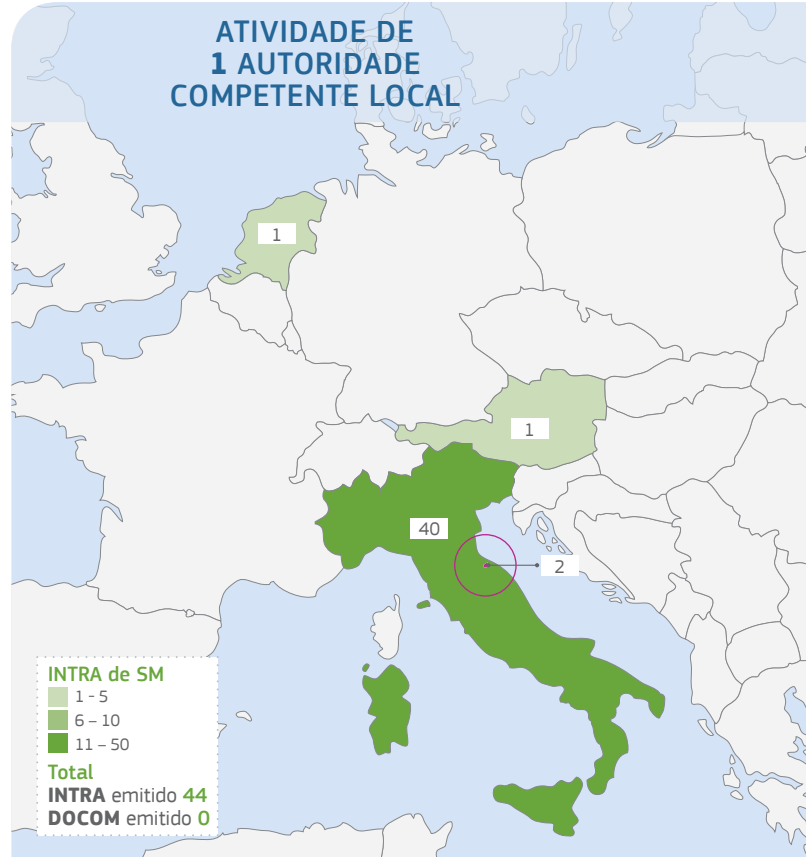 ATIVIDADE DE
1 AUTORIDADE
COMPETENTE LOCAL
1
1
40
2
INTRA de SM
1 - 5
6 – 10
11 – 50
Total
INTRA emitido 44
DOCOM emitido 0